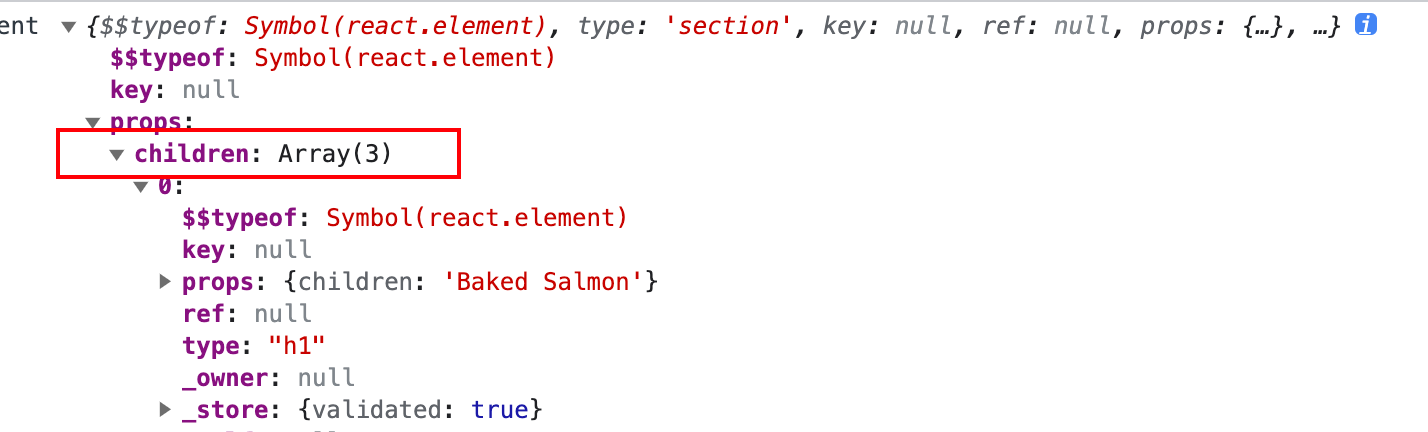 ent ▼ {$$typeof: Symbol(react.element), type: 'section', key: null, ref: null, props: {…}, …} i
$$typeof: Symbol(react.element)
key: null
▼ props:
▼ children: Array(3)
▼ 0:
$$typeof: Symbol(react.element)
key: null
▶ props: {children: 'Baked Salmon'}
ref: null
type: "h1"
_owner: null
▶ _store: {validated: true}